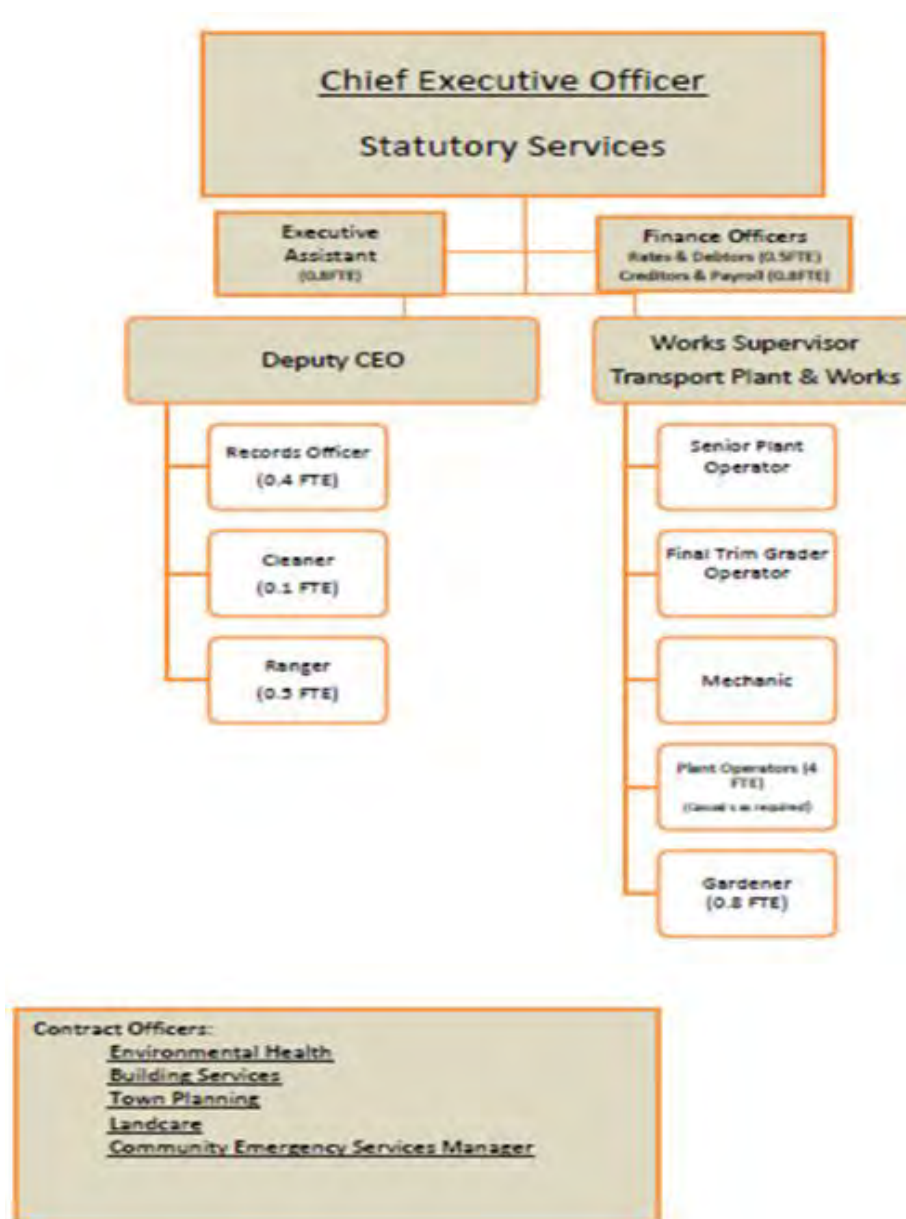 Chief Executive Officer
Statutory Services
Executive
Assistant
(0.8FTE)
Finance Officers
Rates & Debtors (0.5FTE)
Creditors & Payroll (0.8FTE)
Deputy CEO
Works Supervisor
Transport Plant & Works
Records Officer
(0.4 FTE)
Cleaner
(0.1 FTE)
Ranger
FTE)
Senior Plant
Operator
Final Trim Grader
Operator
Mechanic
Plant Operators (4
FTE)
as required)
Gardener
(0.8 FTE)
Contract Officers:
Environmental Health
Building Services
Town Planning
Landcare
Community Emergency Services Manager